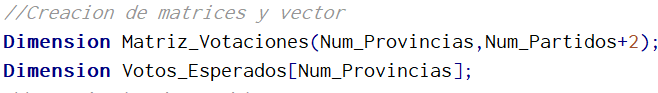 //Creacion de matrices y vector
Dimension Matriz_Votaciones(Num_Provincias,Num_Partidos+2);
Dimension Votos_Esperados[Num_Provincias];